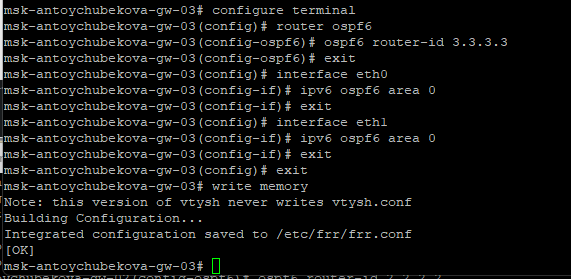 msk-antoychubekova-gw-03# configure terminal
msk-antoychubekova-gw-03(config)# router ospf6
msk-antoychubekova-gw-03(config-ospf6)# ospf6 router-id 3.3.3.3
msk-antoychubekova-gw-03(config-ospf6)# exit
msk-antoychubekova-gw-03(config)# interface eth0
msk-antoychubekova-gw-03(config-if)# ipv6 ospf6 area 0
msk-antoychubekova-gw-03(config-if)# exit
msk-antoychubekova-gw-03(config)# interface eth1
msk-antoychubekova-gw-03(config-if)# ipv6 ospf6 area 0
msk-antoychubekova-gw-03(config-if)# exit
msk-antoychubekova-gw-03(config)# exit
msk-antoychubekova-gw-03# write memory
Note: this version of vtysh never writes vtysh.conf
Building Configuration...
Integrated configuration saved to /etc/frr/frr.conf
[OK]
msk-antoychubekova-gw-03#